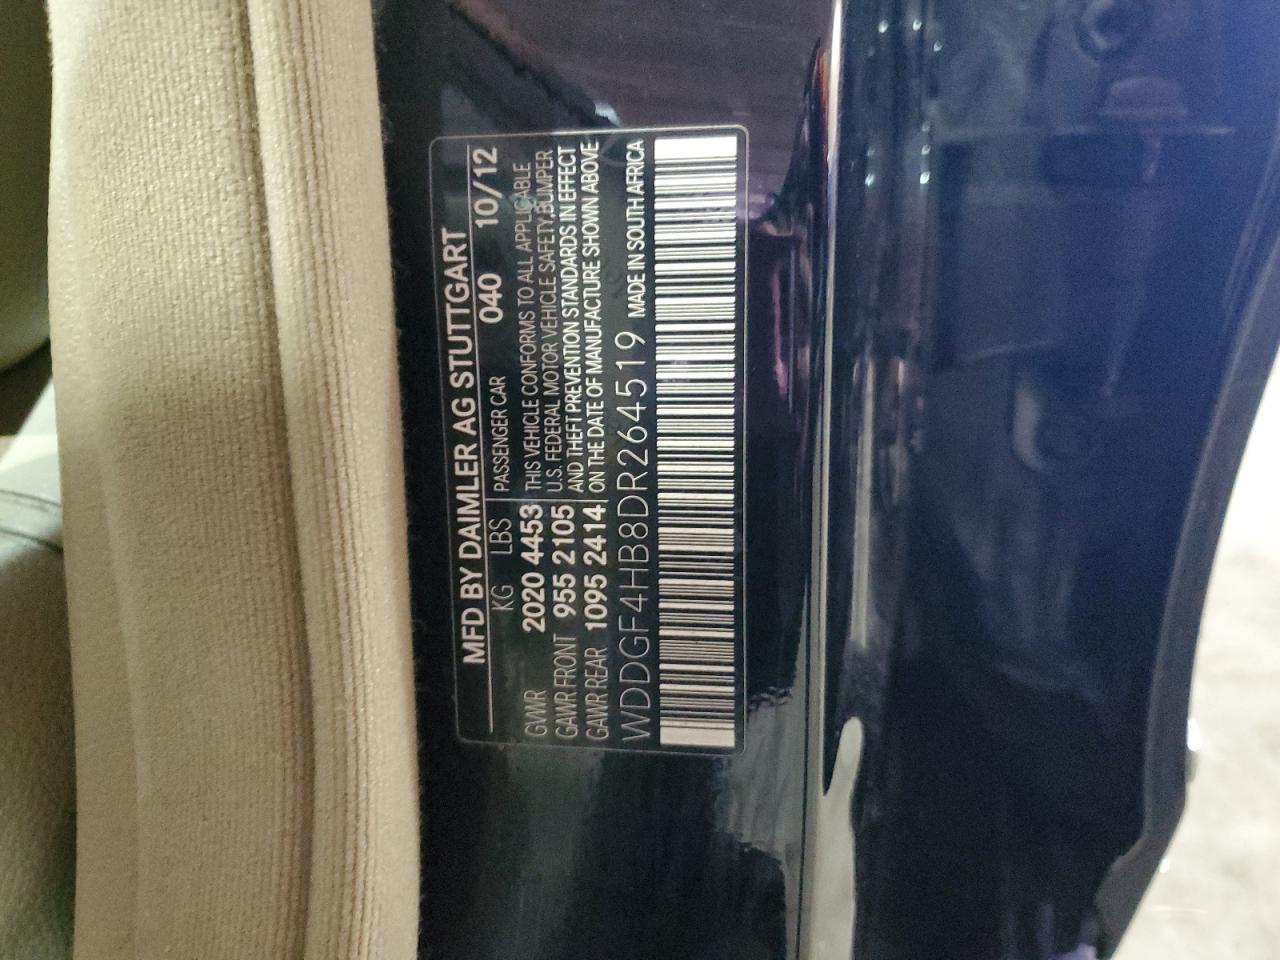 MFD BY DAIMLER AG STUTTGART
KG LBS PASSENGER CAR 040 10/12
GVWR 2020 4453 THIS VEHICLE CONFORMS TO ALL APPLICABLE
U.S. FEDERAL MOTOR VEHICLE SAFETY,BUMPER
GAWR FRONT 955 2105 AND THEFT PREVENTION STANDARDS IN EFFECT
GAWR REAR 1095 2414 ON THE DATE OF MANUFACTURE SHOWN ABOVE
WDDGF4HB8DR264519 MADE IN SOUTH AFRICA